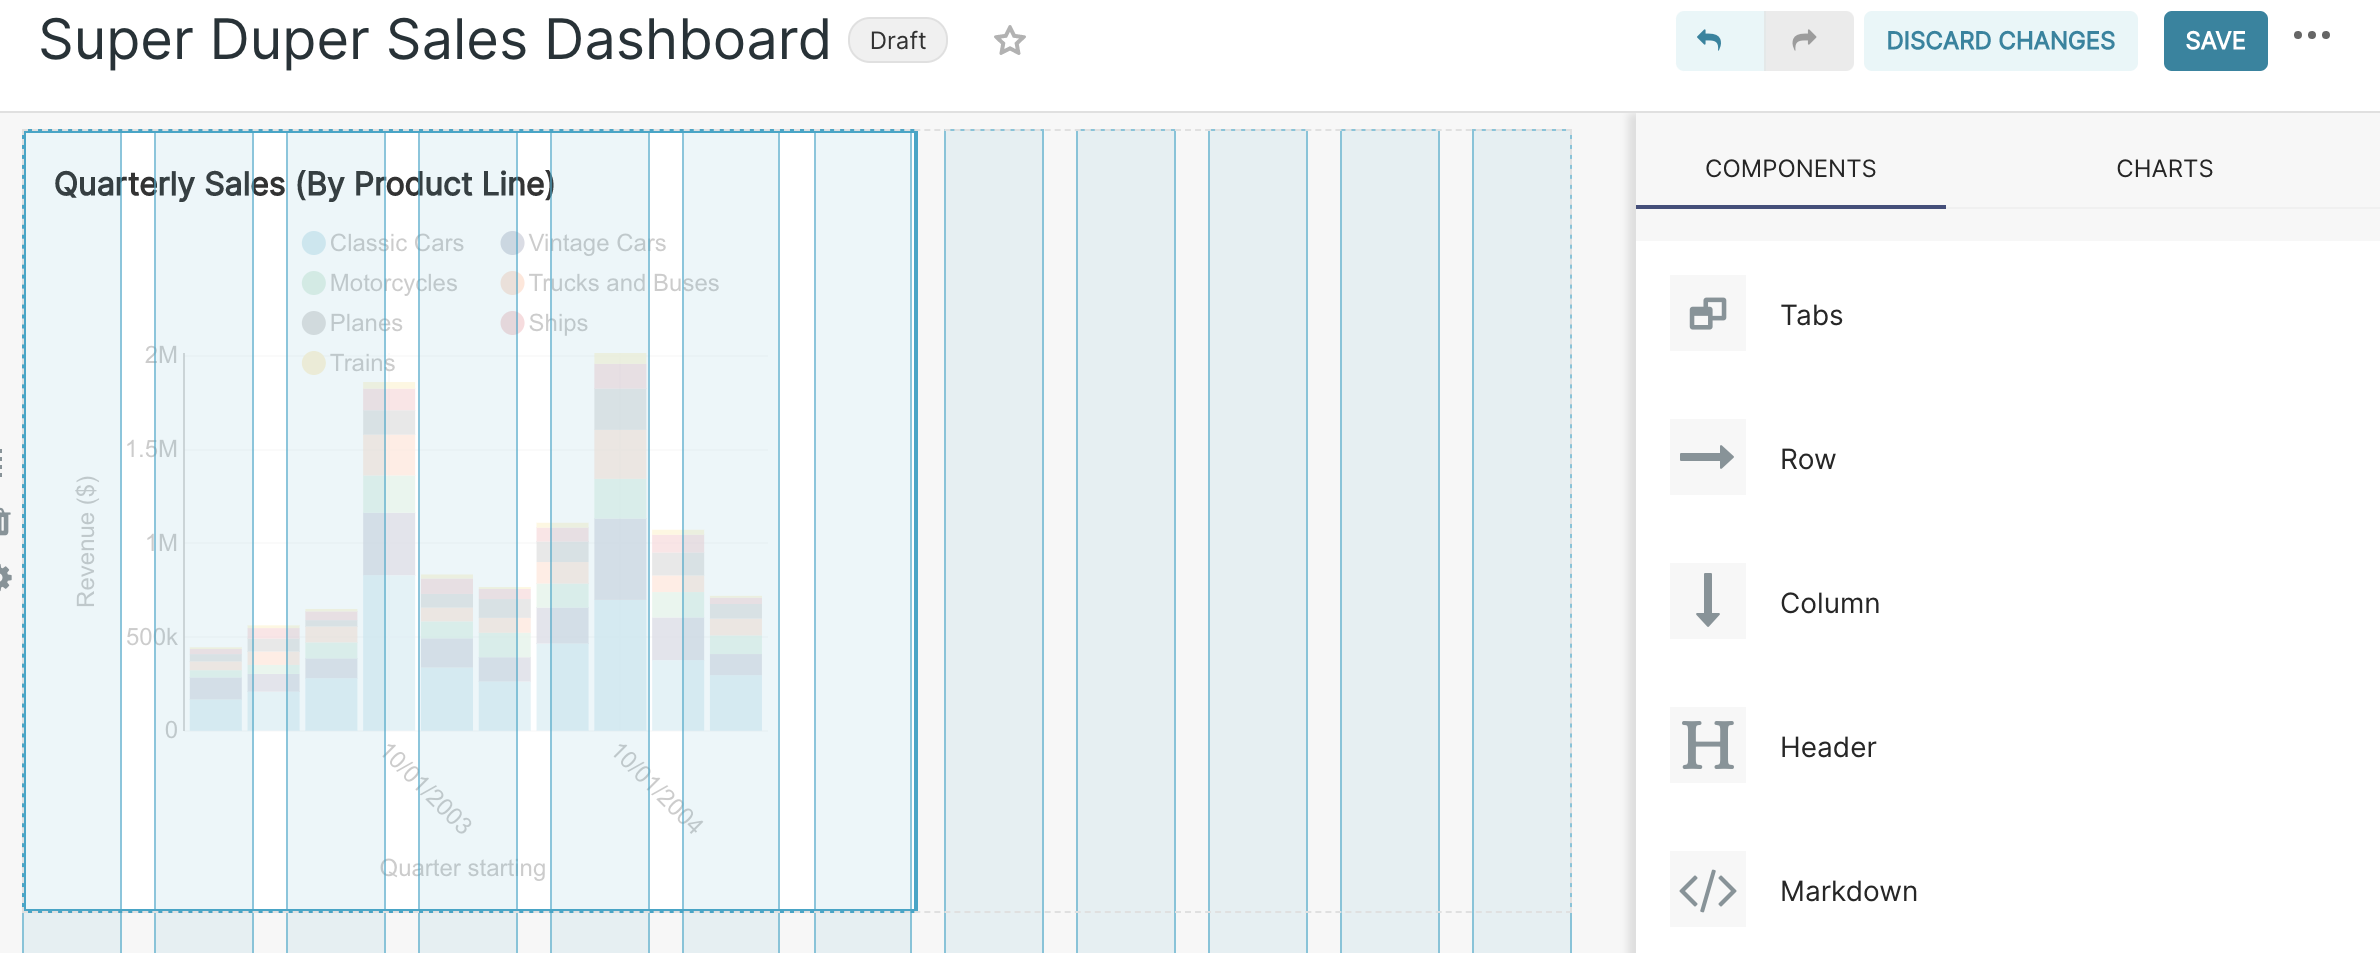 Super Duper Sales Dashboard Draft DISCARD CHANGES SAVE
COMPONENTS CHARTS
Quarterly Sales (By Product Line)
Classic Cars Vintage Cars
Motorcycles Trucks and Buses
Planes Ships
Trains
2M
1.5M
1M
500k
0
Revenue ($)
10/01/2003 10/01/2004
Quarter starting
Tabs
Row
Column
Header
Markdown